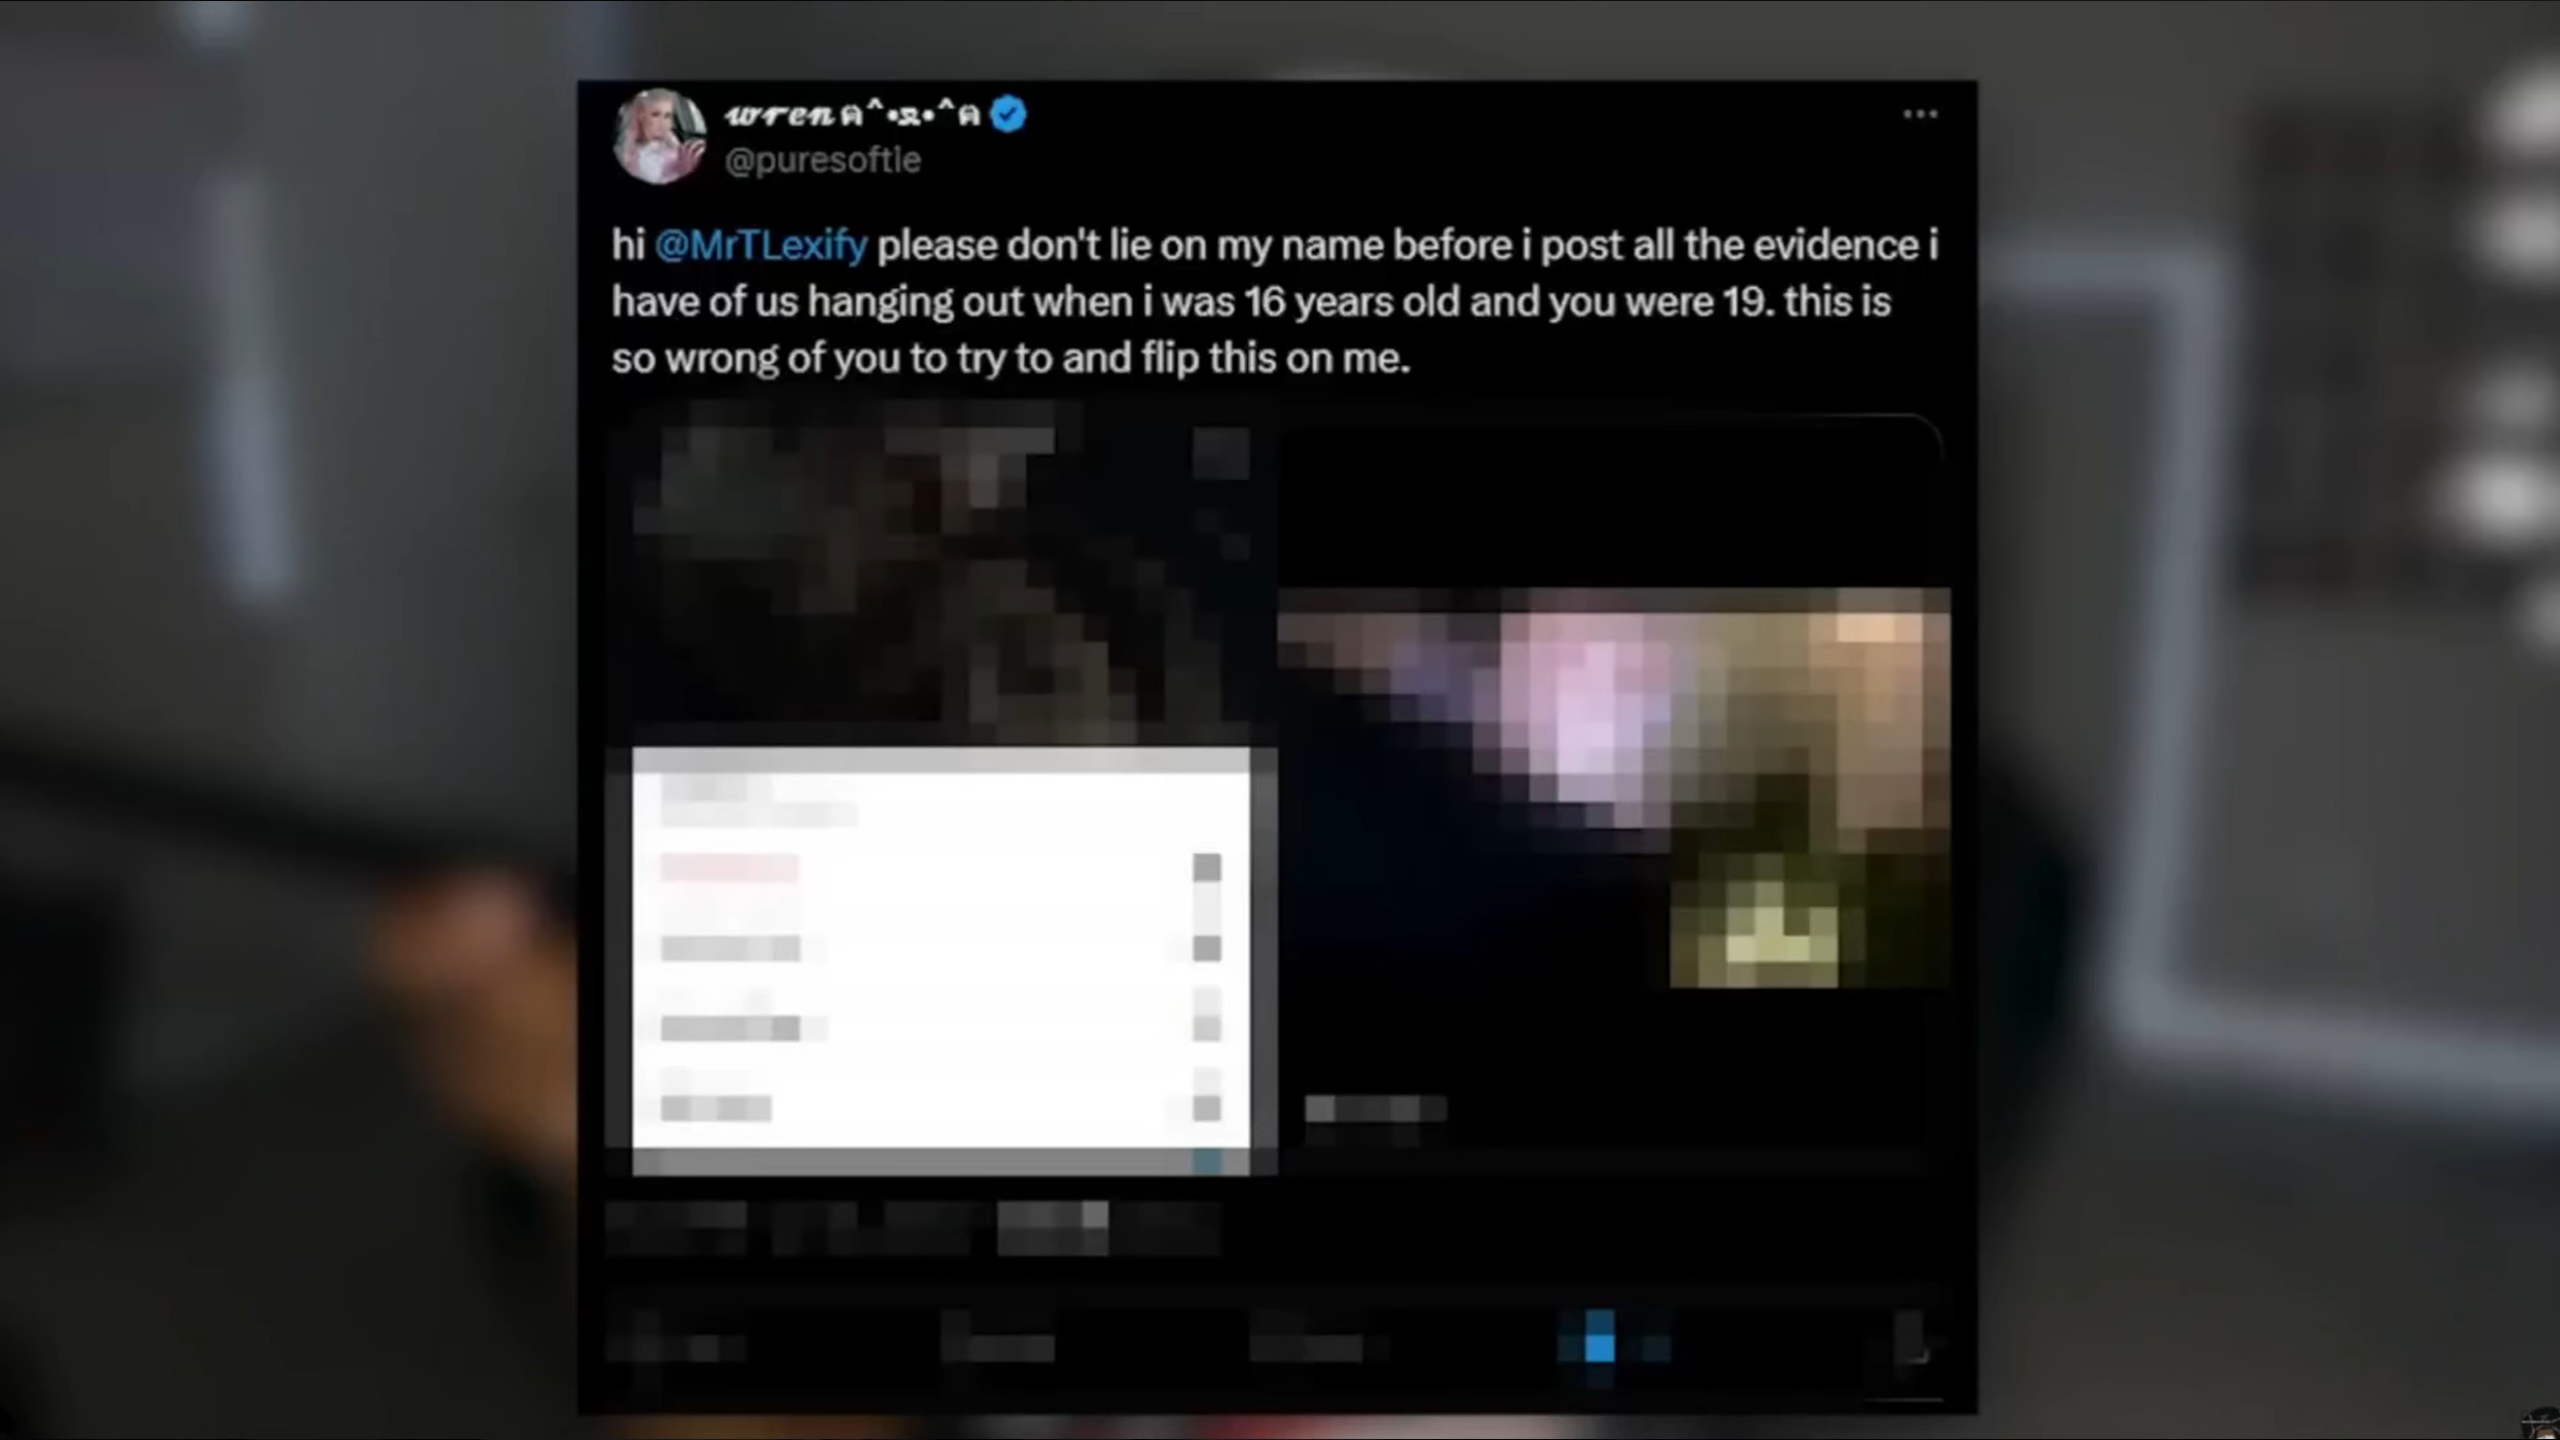 𝔀𝓻𝓮𝓷 ฅ^•ﻌ•^ฅ
@puresoftie
hi @MrTLexify please don't lie on my name before i post all the evidence i
have of us hanging out when i was 16 years old and you were 19. this is
so wrong of you to try to and flip this on me.